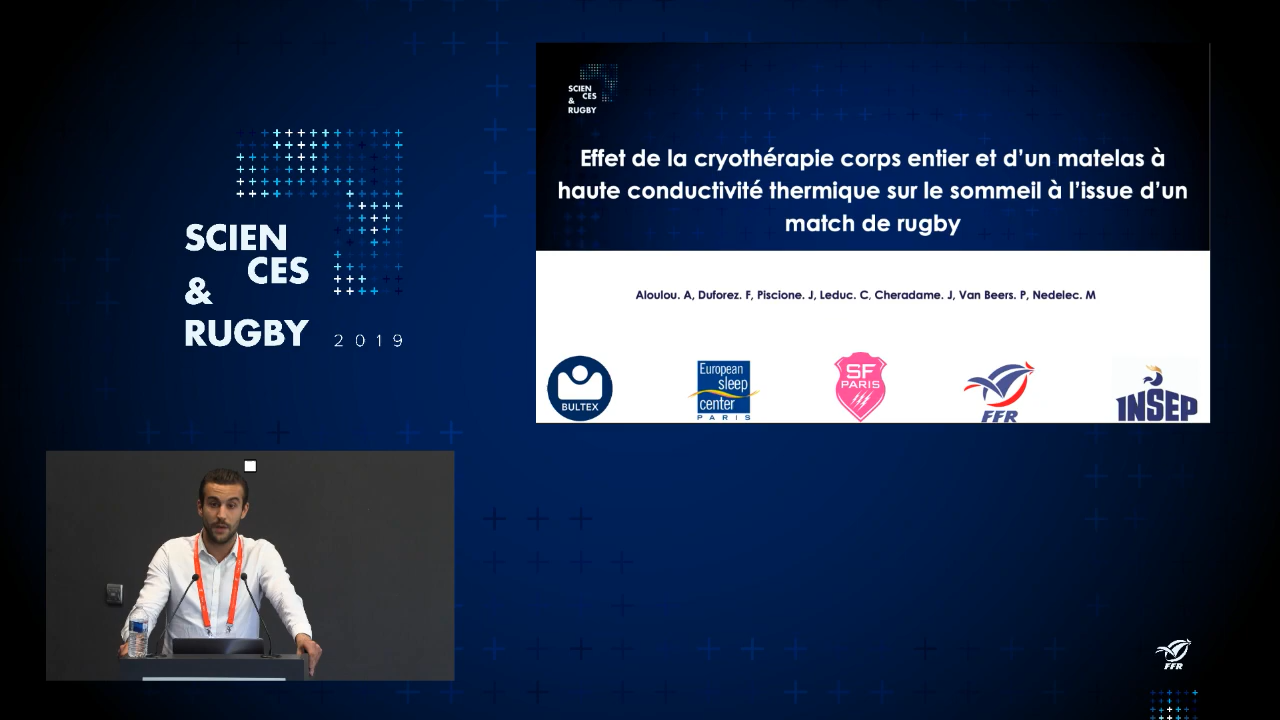 SCIEN
CES
&
RUGBY 2019
SCIEN
CES
&
RUGBY
Effet de la cryothérapie corps entier et d'un matelas à
haute conductivité thermique sur le sommeil à l'issue d'un
match de rugby
Aloulou. A, Duforez. F, Piscione. J, Leduc. C, Cheradame. J, Van Beers. P, Nedelec. M
BULTEX
European
sleep
center
PARIS
SF
PARIS
FFR
INSEP
FFR